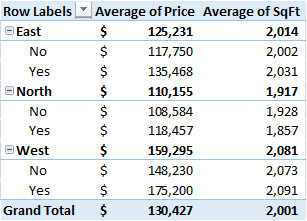 Row Labels Average of Price Average of SqFt
East $ 125,231 2,014
No $ 117,750 2,002
Yes $ 135,468 2,031
North $ 110,155 1,917
No $ 108,584 1,928
Yes $ 118,457 1,857
West $ 159,295 2,081
No $ 148,230 2,073
Yes $ 175,200 2,091
Grand Total $ 130,427 2,001